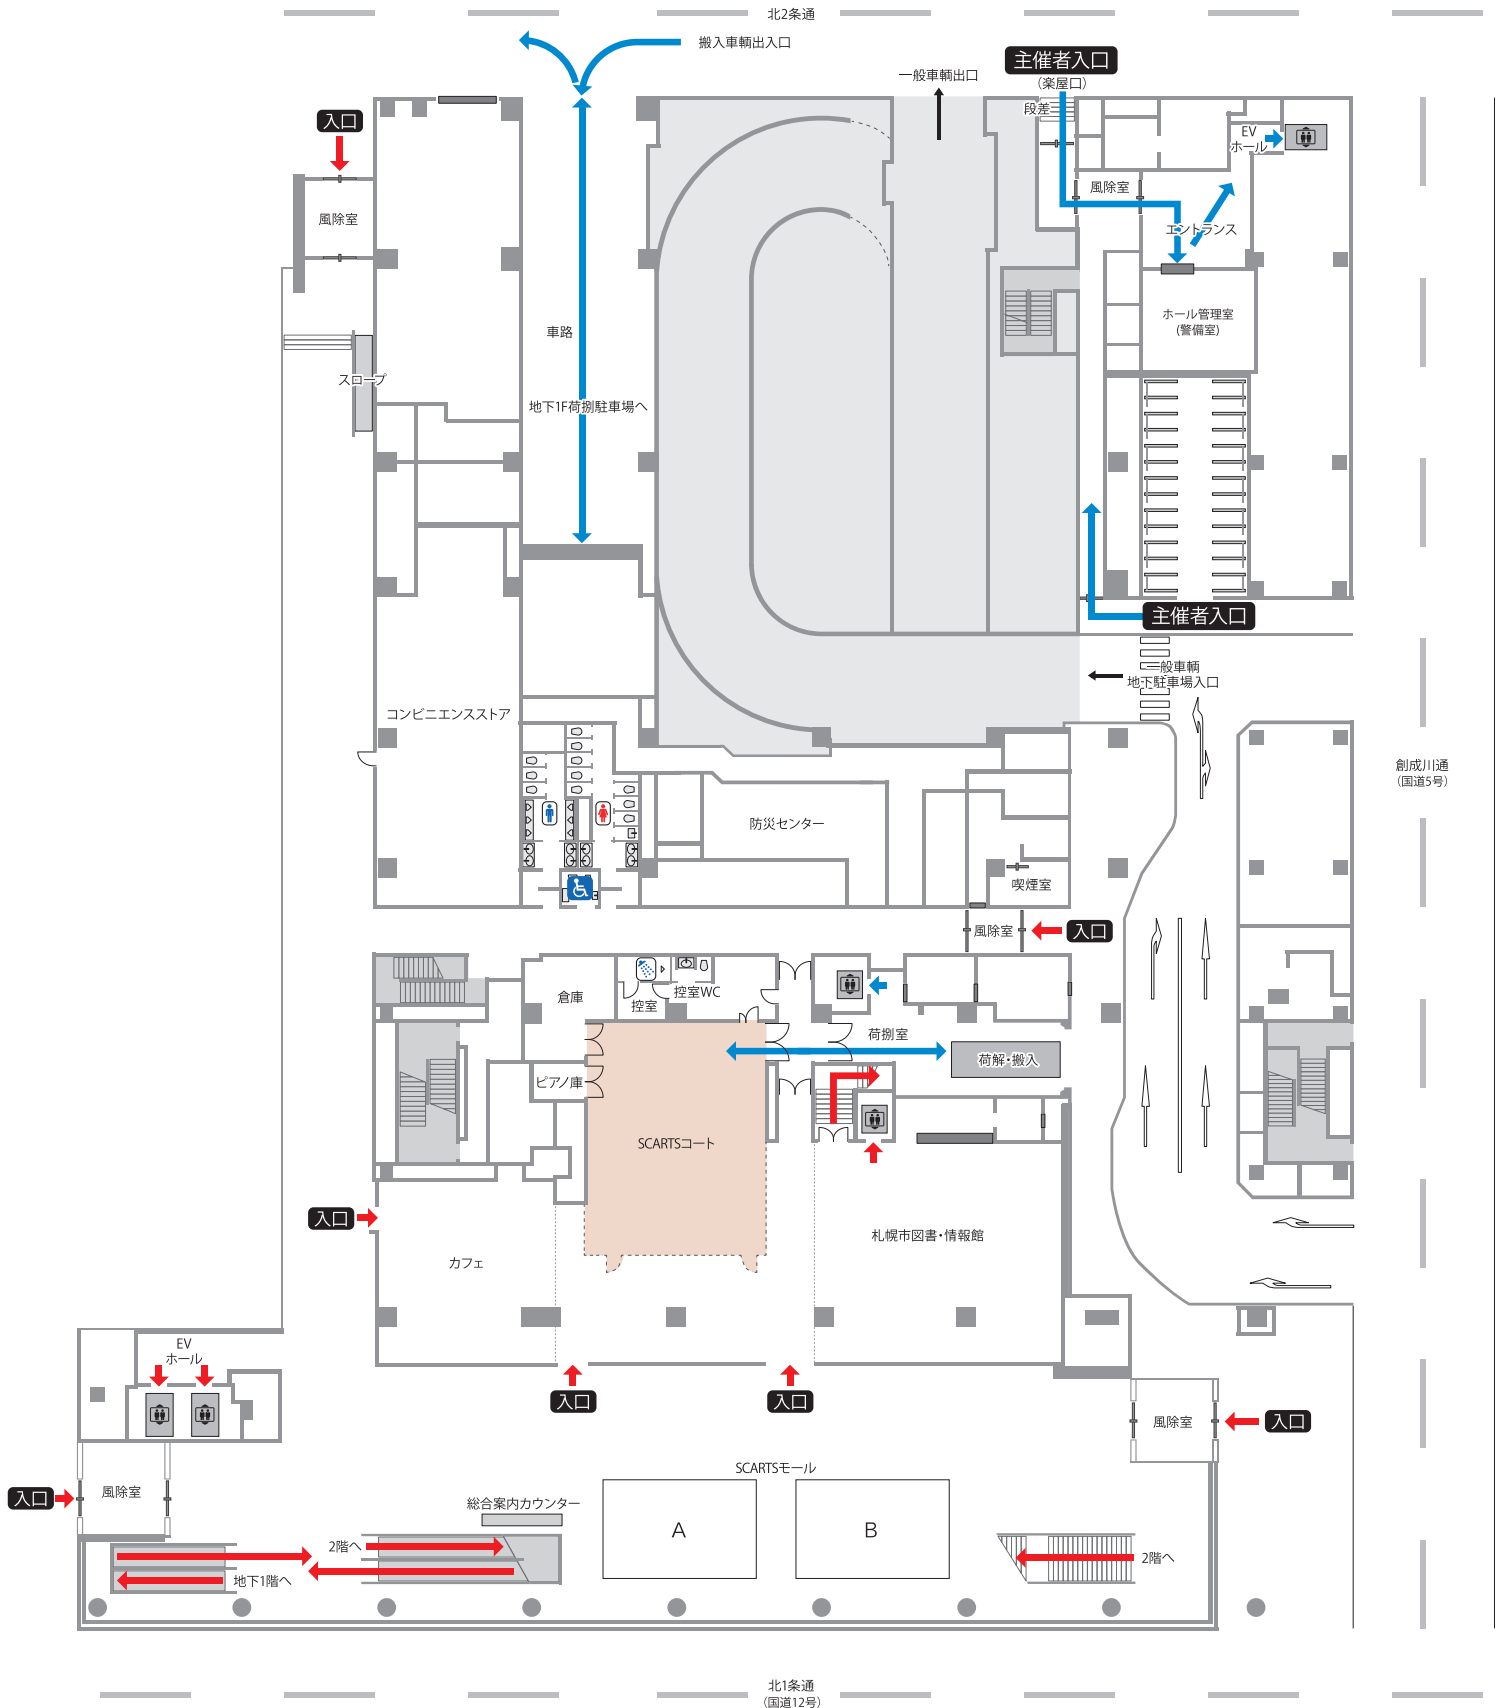 北2条通
搬入車輌出入口
主催者入口
(楽屋口)
一般車輌出口
段差
入口
EV
ホール
風除室
風除室
エントランス
ホール管理室
(警備室)
車路
スロープ
地下1F荷捌駐車場へ
主催者入口
一般車輌
地下駐車場入口
コンビニエンスストア
創成川通
(国道5号)
防災センター
喫煙室
風除室
入口
倉庫
控室
控室WC
荷捌室
荷解・搬入
ピアノ庫
SCARTSコート
入口
札幌市図書・情報館
カフェ
EV
ホール
入口
入口
風除室
入口
SCARTSモール
風除室
入口
総合案内カウンター
A
B
2階へ
2階へ
地下1階へ
北1条通
(国道12号)